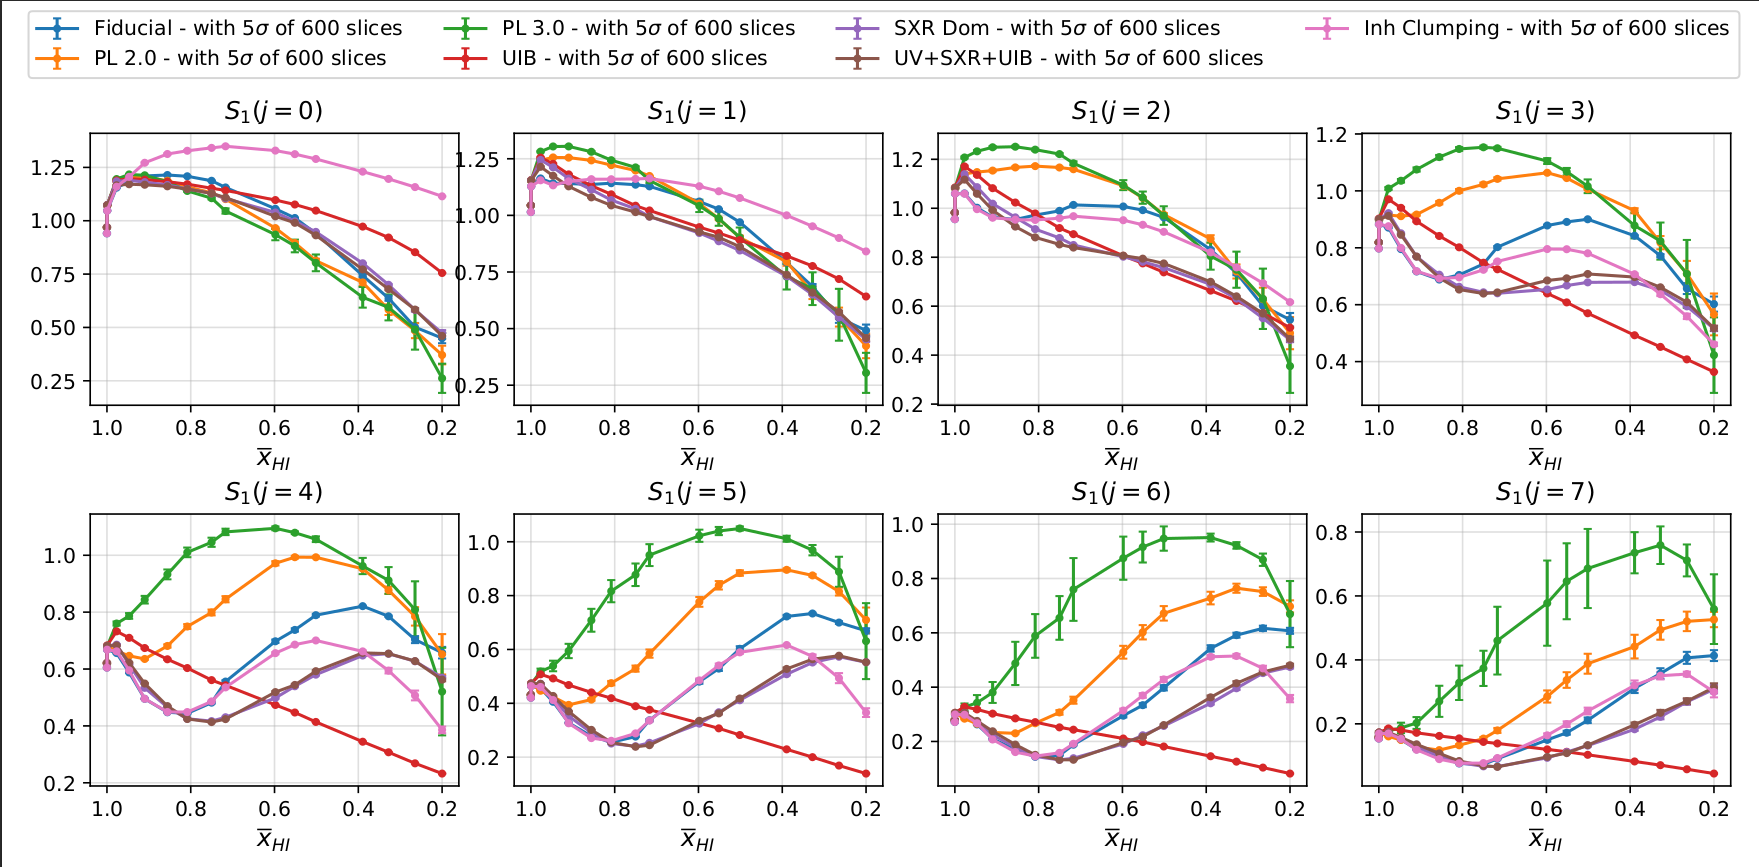 Fiducial - with 5σ of 600 slices
PL 3.0 - with 5σ of 600 slices
SXR Dom - with 5σ of 600 slices
Inh Clumping - with 5σ of 600 slices
PL 2.0 - with 5σ of 600 slices
UIB - with 5σ of 600 slices
UV+SXR+UIB - with 5σ of 600 slices
S₁(j = 0)
1.25
1.00
0.75
0.50
0.25
1.0 0.8 0.6 0.4 0.2
x̅_HI
S₁(j = 1)
1.25
1.00
0.75
0.50
0.25
1.0 0.8 0.6 0.4 0.2
x̅_HI
S₁(j = 2)
1.2
1.0
0.8
0.6
0.4
0.2
1.0 0.8 0.6 0.4 0.2
x̅_HI
S₁(j = 3)
1.2
1.0
0.8
0.6
0.4
1.0 0.8 0.6 0.4 0.2
x̅_HI
S₁(j = 4)
1.0
0.8
0.6
0.4
0.2
1.0 0.8 0.6 0.4 0.2
x̅_HI
S₁(j = 5)
1.0
0.8
0.6
0.4
0.2
1.0 0.8 0.6 0.4 0.2
x̅_HI
S₁(j = 6)
1.0
0.8
0.6
0.4
0.2
1.0 0.8 0.6 0.4 0.2
x̅_HI
S₁(j = 7)
0.8
0.6
0.4
0.2
1.0 0.8 0.6 0.4 0.2
x̅_HI